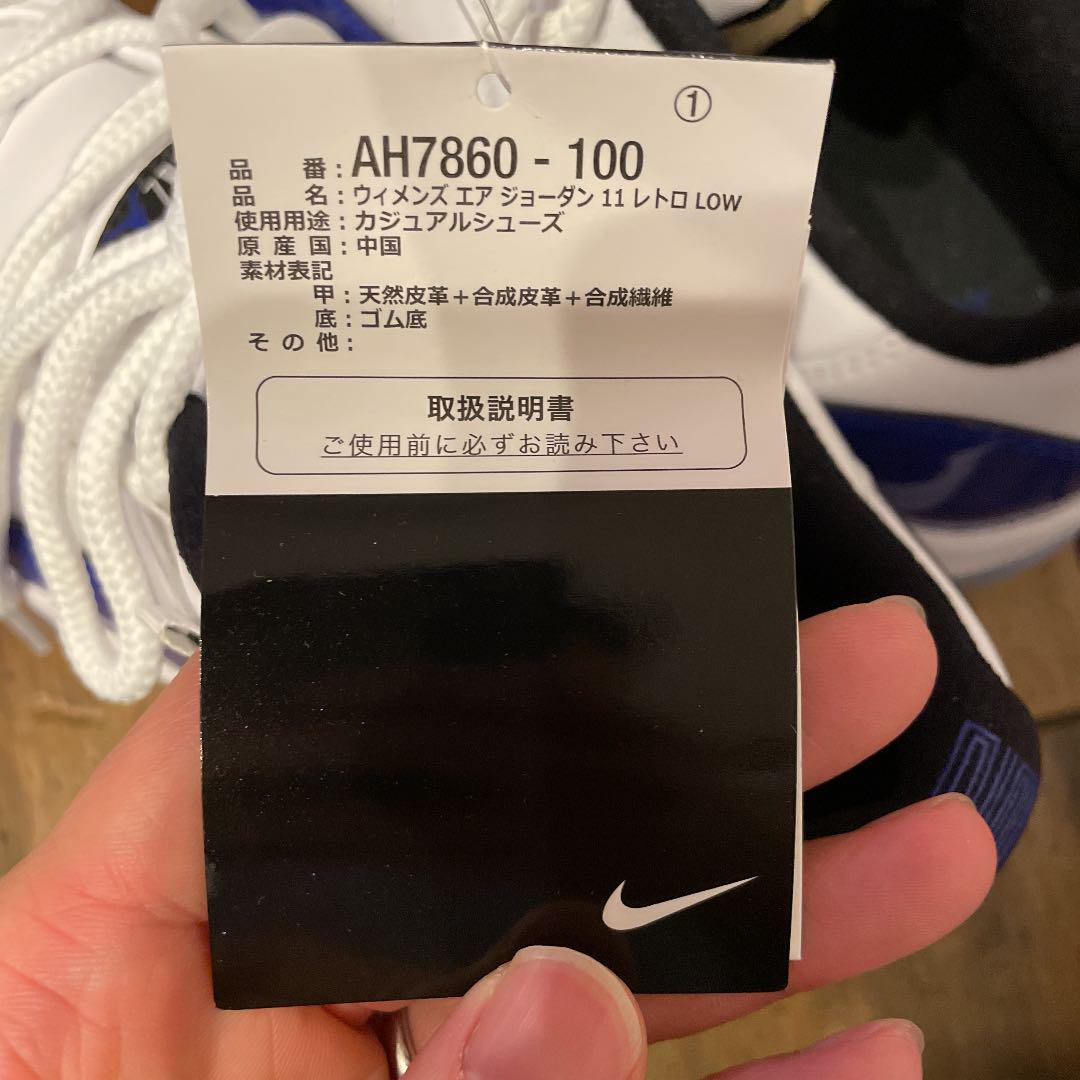 ①
品 番：AH7860 - 100
品 名：ウィメンズ エア ジョーダン 11 レトロ LOW
使用用途：カジュアルシューズ
原 産 国：中国
素材表記
甲：天然皮革＋合成皮革＋合成繊維
底：ゴム底
そ の 他：
取扱説明書
ご使用前に必ずお読み下さい